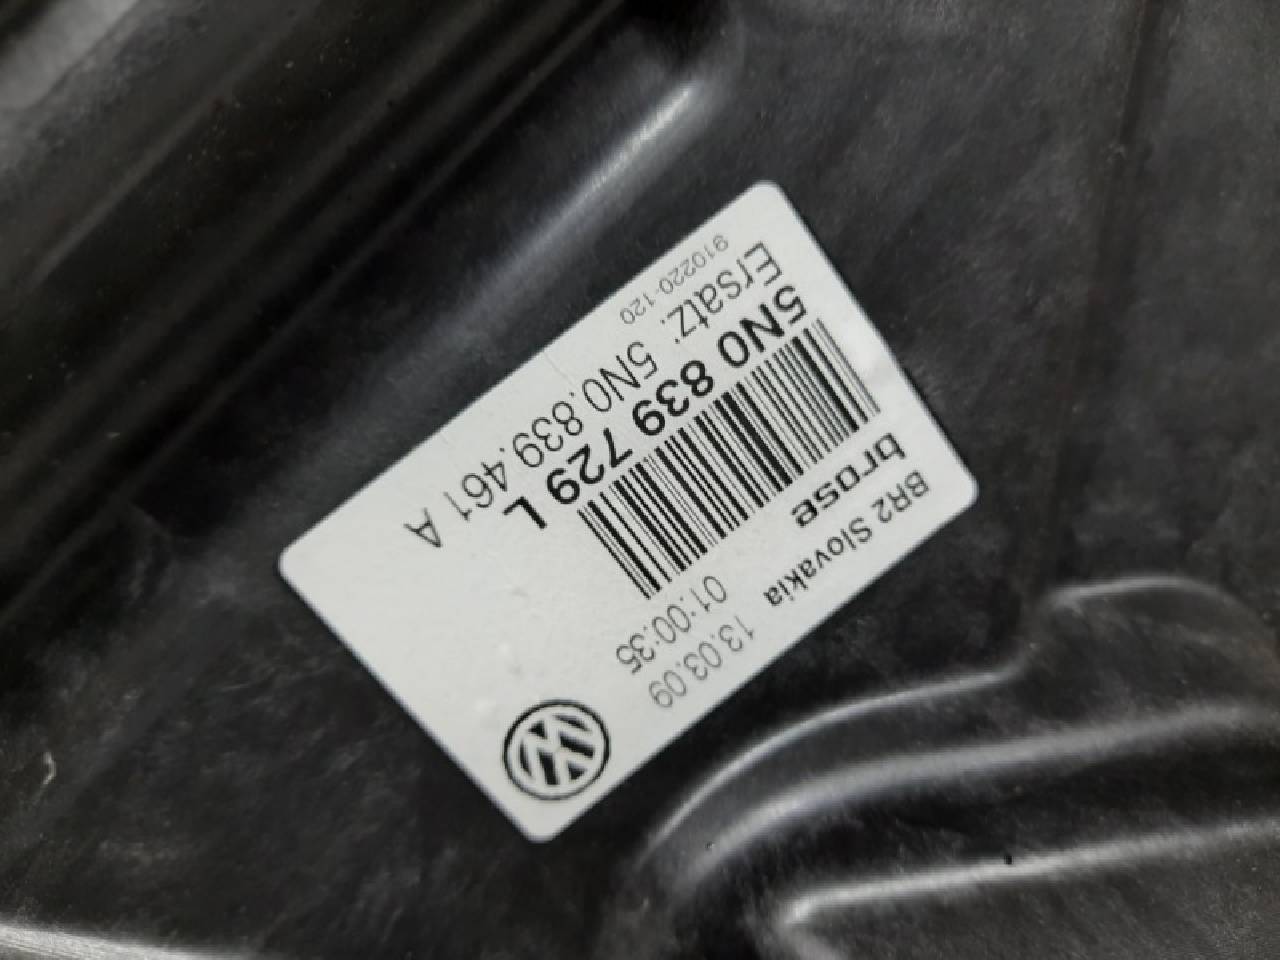 BR2 Slovakia 13.03.09
brose 01:00:35
5N0 839 729 L
Ersatz: 5N0.839.461 A
910220-120